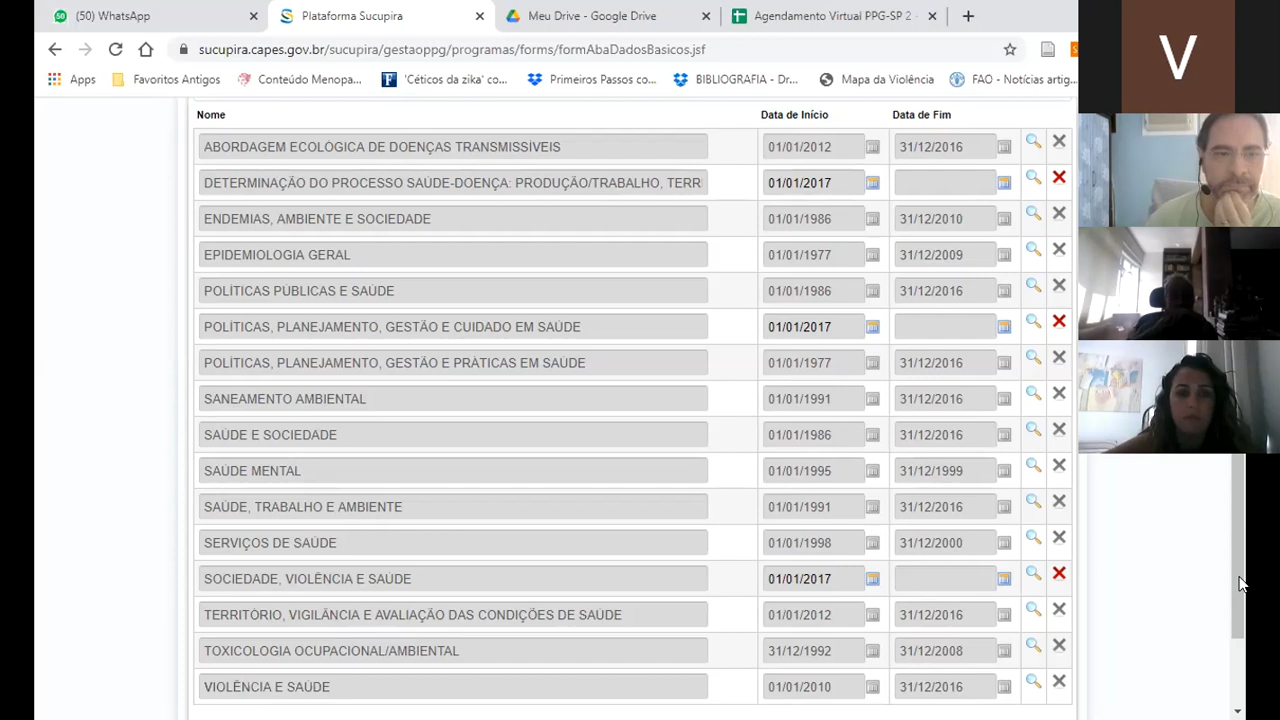 (50) WhatsApp
Plataforma Sucupira
Meu Drive - Google Drive
Agendamento Virtual PPG-SP 2 -
sucupira.capes.gov.br/sucupira/gestaoppg/programas/forms/formAbaDadosBasicos.jsf
Apps
Favoritos Antigos
Conteúdo Menopa...
'Céticos da zika' co...
Primeiros Passos co...
BIBLIOGRAFIA - Dr...
Mapa da Violência
FAO - Notícias artig...
Nome Data de Início Data de Fim
ABORDAGEM ECOLÓGICA DE DOENÇAS TRANSMISSÍVEIS 01/01/2012 31/12/2016
DETERMINAÇÃO DO PROCESSO SAÚDE-DOENÇA: PRODUÇÃO/TRABALHO, TERRI 01/01/2017
ENDEMIAS, AMBIENTE E SOCIEDADE 01/01/1986 31/12/2010
EPIDEMIOLOGIA GERAL 01/01/1977 31/12/2009
POLÍTICAS PÚBLICAS E SAÚDE 01/01/1986 31/12/2016
POLÍTICAS, PLANEJAMENTO, GESTÃO E CUIDADO EM SAÚDE 01/01/2017
POLÍTICAS, PLANEJAMENTO, GESTÃO E PRÁTICAS EM SAÚDE 01/01/1977 31/12/2016
SANEAMENTO AMBIENTAL 01/01/1991 31/12/2016
SAÚDE E SOCIEDADE 01/01/1986 31/12/2016
SAÚDE MENTAL 01/01/1995 31/12/1999
SAÚDE, TRABALHO E AMBIENTE 01/01/1991 31/12/2016
SERVIÇOS DE SAÚDE 01/01/1998 31/12/2000
SOCIEDADE, VIOLÊNCIA E SAÚDE 01/01/2017
TERRITÓRIO, VIGILÂNCIA E AVALIAÇÃO DAS CONDIÇÕES DE SAÚDE 01/01/2012 31/12/2016
TOXICOLOGIA OCUPACIONAL/AMBIENTAL 31/12/1992 31/12/2008
VIOLÊNCIA E SAÚDE 01/01/2010 31/12/2016
V